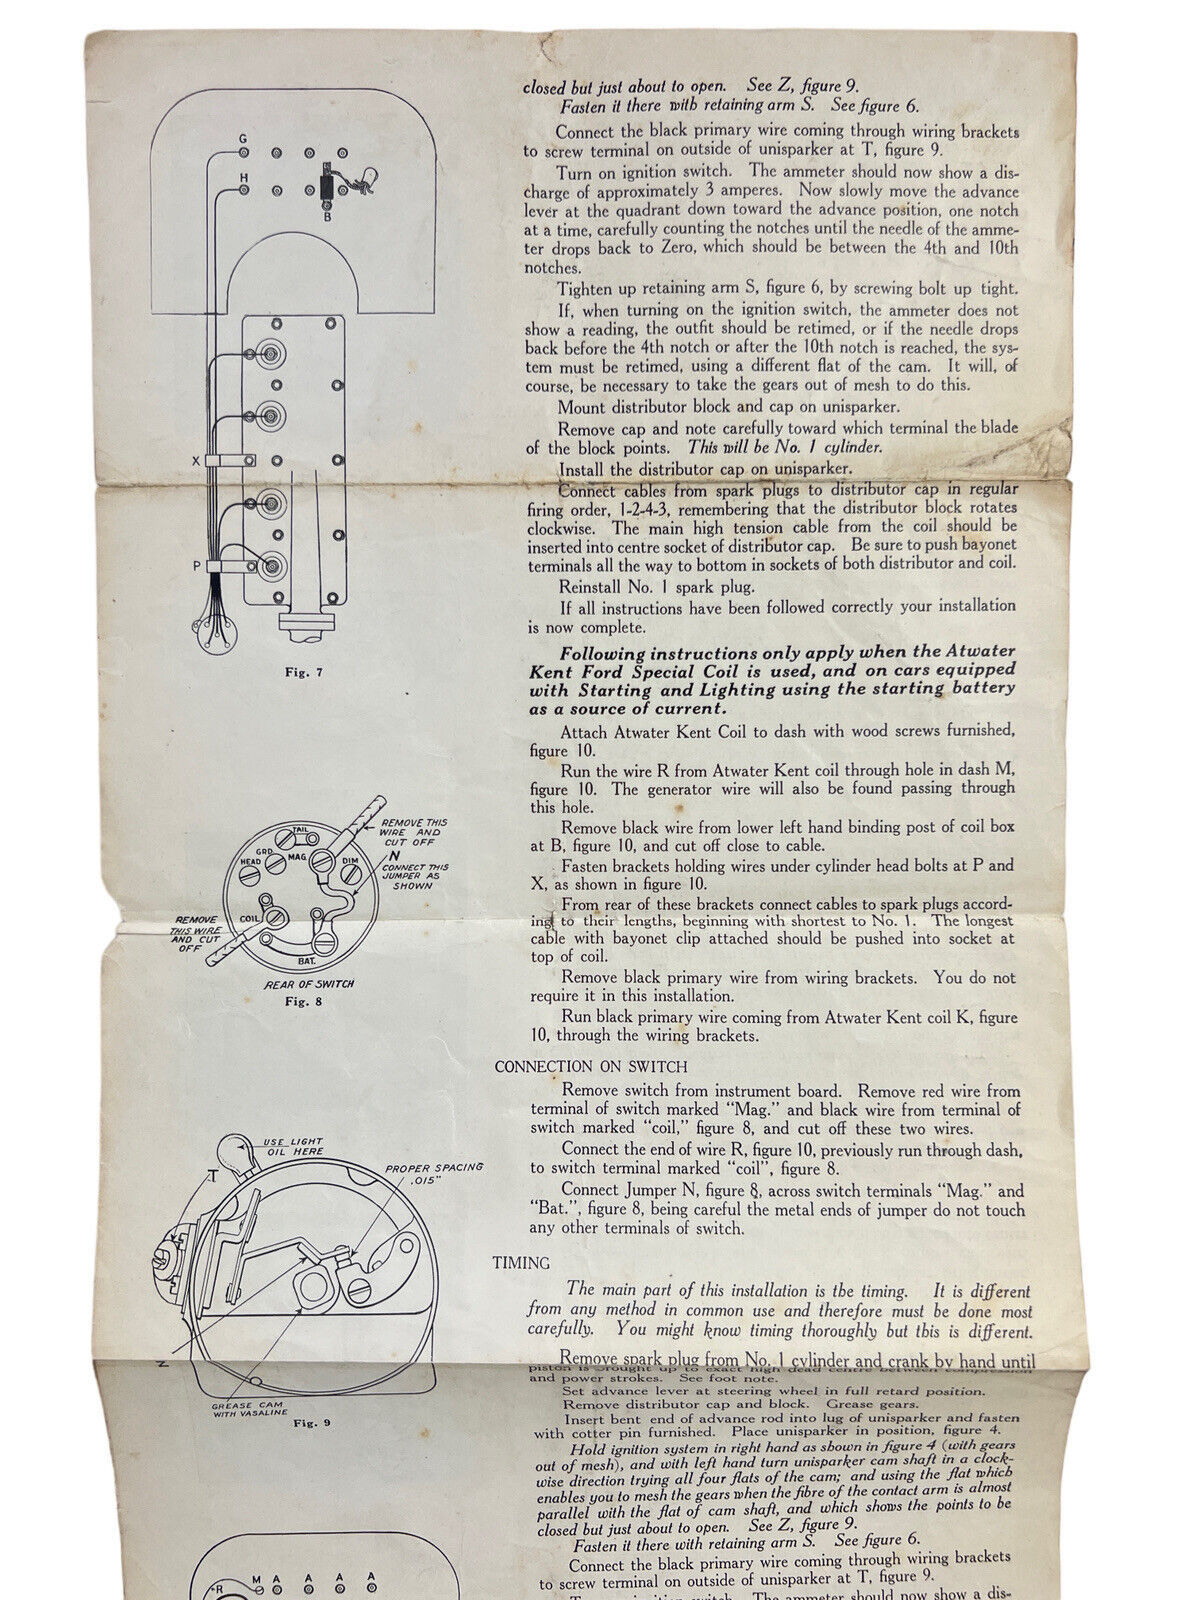 closed but just about to open. See Z, figure 9.
Fasten it there with retaining arm S. See figure 6.
Connect the black primary wire coming through wiring brackets
to screw terminal on outside of unisparker at T, figure 9.
Turn on ignition switch. The ammeter should now show a dis-
charge of approximately 3 amperes. Now slowly move the advance
lever at the quadrant down toward the advance position, one notch
at a time, carefully counting the notches until the needle of the amme-
ter drops back to Zero, which should be between the 4th and 10th
notches.
Tighten up retaining arm S, figure 6, by screwing bolt up tight.
If, when turning on the ignition switch, the ammeter does not
show a reading, the outfit should be retimed, or if the needle drops
back before the 4th notch or after the 10th notch is reached, the sys-
tem must be retimed, using a different flat of the cam. It will, of
course, be necessary to take the gears out of mesh to do this.
Mount distributor block and cap on unisparker.
Remove cap and note carefully toward which terminal the blade
of the block points. This will be No. 1 cylinder.
Install the distributor cap on unisparker.
Connect cables from spark plugs to distributor cap in regular
firing order, 1-2-4-3, remembering that the distributor block rotates
clockwise. The main high tension cable from the coil should be
inserted into centre socket of distributor cap. Be sure to push bayonet
terminals all the way to bottom in sockets of both distributor and coil.
Reinstall No. 1 spark plug.
If all instructions have been followed correctly your installation
is now complete.
Following instructions only apply when the Atwater
Kent Ford Special Coil is used, and on cars equipped
with Starting and Lighting using the starting battery
as a source of current.
Attach Atwater Kent Coil to dash with wood screws furnished,
figure 10.
Run the wire R from Atwater Kent coil through hole in dash M,
figure 10. The generator wire will also be found passing through
this hole.
Remove black wire from lower left hand binding post of coil box
at B, figure 10, and cut off close to cable.
Fasten brackets holding wires under cylinder head bolts at P and
X, as shown in figure 10.
From rear of these brackets connect cables to spark plugs accord-
ing to their lengths, beginning with shortest to No. 1. The longest
cable with bayonet clip attached should be pushed into socket at
top of coil.
Remove black primary wire from wiring brackets. You do not
require it in this installation.
Run black primary wire coming from Atwater Kent coil K, figure
10, through the wiring brackets.
CONNECTION ON SWITCH
Remove switch from instrument board. Remove red wire from
terminal of switch marked "Mag." and black wire from terminal of
switch marked "coil," figure 8, and cut off these two wires.
Connect the end of wire R, figure 10, previously run through dash,
to switch terminal marked "coil", figure 8.
Connect Jumper N, figure 8, across switch terminals "Mag." and
"Bat.", figure 8, being careful the metal ends of jumper do not touch
any other terminals of switch.
TIMING
The main part of this installation is the timing. It is different
from any method in common use and therefore must be done most
carefully. You might know timing thoroughly but this is different.
Remove spark plug from No. 1 cylinder and crank by hand until
piston is brought up to exact high dead centre between compression
and power strokes. See foot note.
Set advance lever at steering wheel in full retard position.
Remove distributor cap and block. Grease gears.
Insert bent end of advance rod into lug of unisparker and fasten
with cotter pin furnished. Place unisparker in position, figure 4.
Hold ignition system in right hand as shown in figure 4 (with gears
out of mesh), and with left hand turn unisparker cam shaft in a clock-
wise direction trying all four flats of the cam; and using the flat which
enables you to mesh the gears when the fibre of the contact arm is almost
parallel with the flat of cam shaft, and which shows the points to be
closed but just about to open. See Z, figure 9.
Fasten it there with retaining arm S. See figure 6.
Connect the black primary wire coming through wiring brackets
to screw terminal on outside of unisparker at T, figure 9.
Turn on ignition switch. The ammeter should now show a dis-
G
H
B
X
P
Fig. 7
REMOVE THIS
WIRE AND
CUT OFF
N
CONNECT THIS
JUMPER AS
SHOWN
TAIL
GRD.
HEAD
MAG.
DIM
COIL
BAT.
REMOVE
THIS WIRE
AND CUT
OFF
REAR OF SWITCH
Fig. 8
USE LIGHT
OIL HERE
PROPER SPACING
.015"
T
Z
GREASE CAM
WITH VASALINE
Fig. 9
R
M A A A A